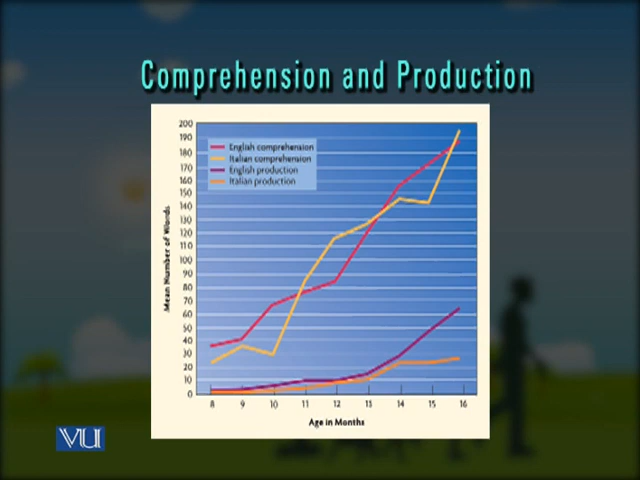 Comprehension and Production
200
190
180
170
160
150
140
130
120
110
100
90
80
70
60
50
40
30
20
10
0
Mean Number of Words
English comprehension
Italian comprehension
English production
Italian production
8 9 10 11 12 13 14 15 16
Age in Months
VU